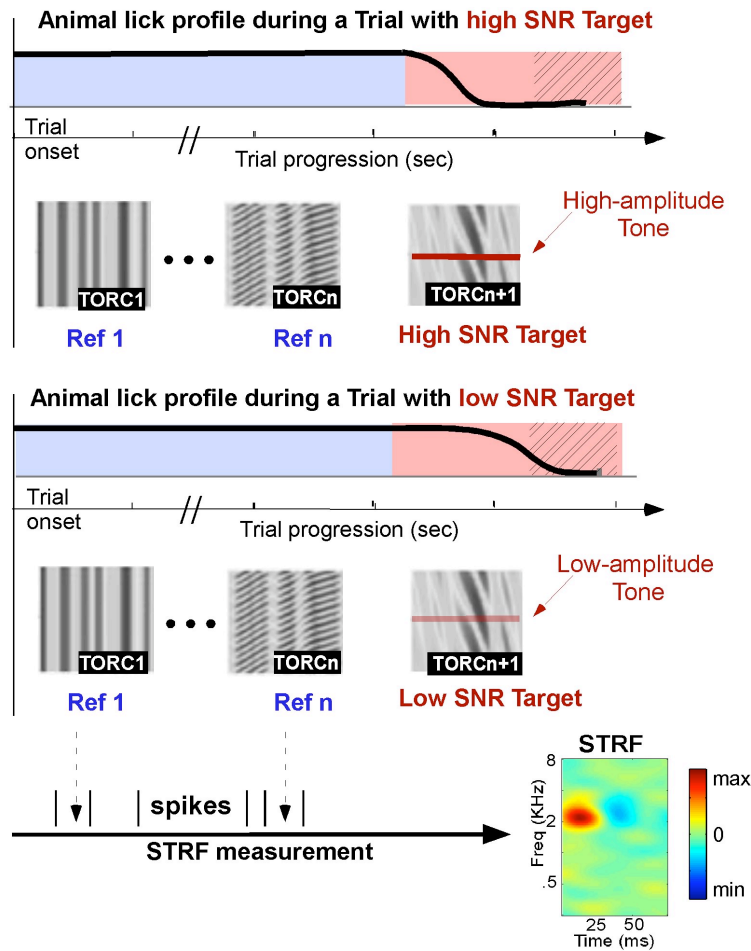 Animal lick profile during a Trial with high SNR Target
Trial
onset
Trial progression (sec)
High-amplitude
Tone
TORC1
TORCn
TORCn+1
Ref 1
Ref n
High SNR Target
Animal lick profile during a Trial with low SNR Target
Trial
onset
Trial progression (sec)
Low-amplitude
Tone
TORC1
TORCn
TORCn+1
Ref 1
Ref n
Low SNR Target
spikes
STRF measurement
STRF
8
2
.5
Freq (KHz)
25 50
Time (ms)
max
0
min